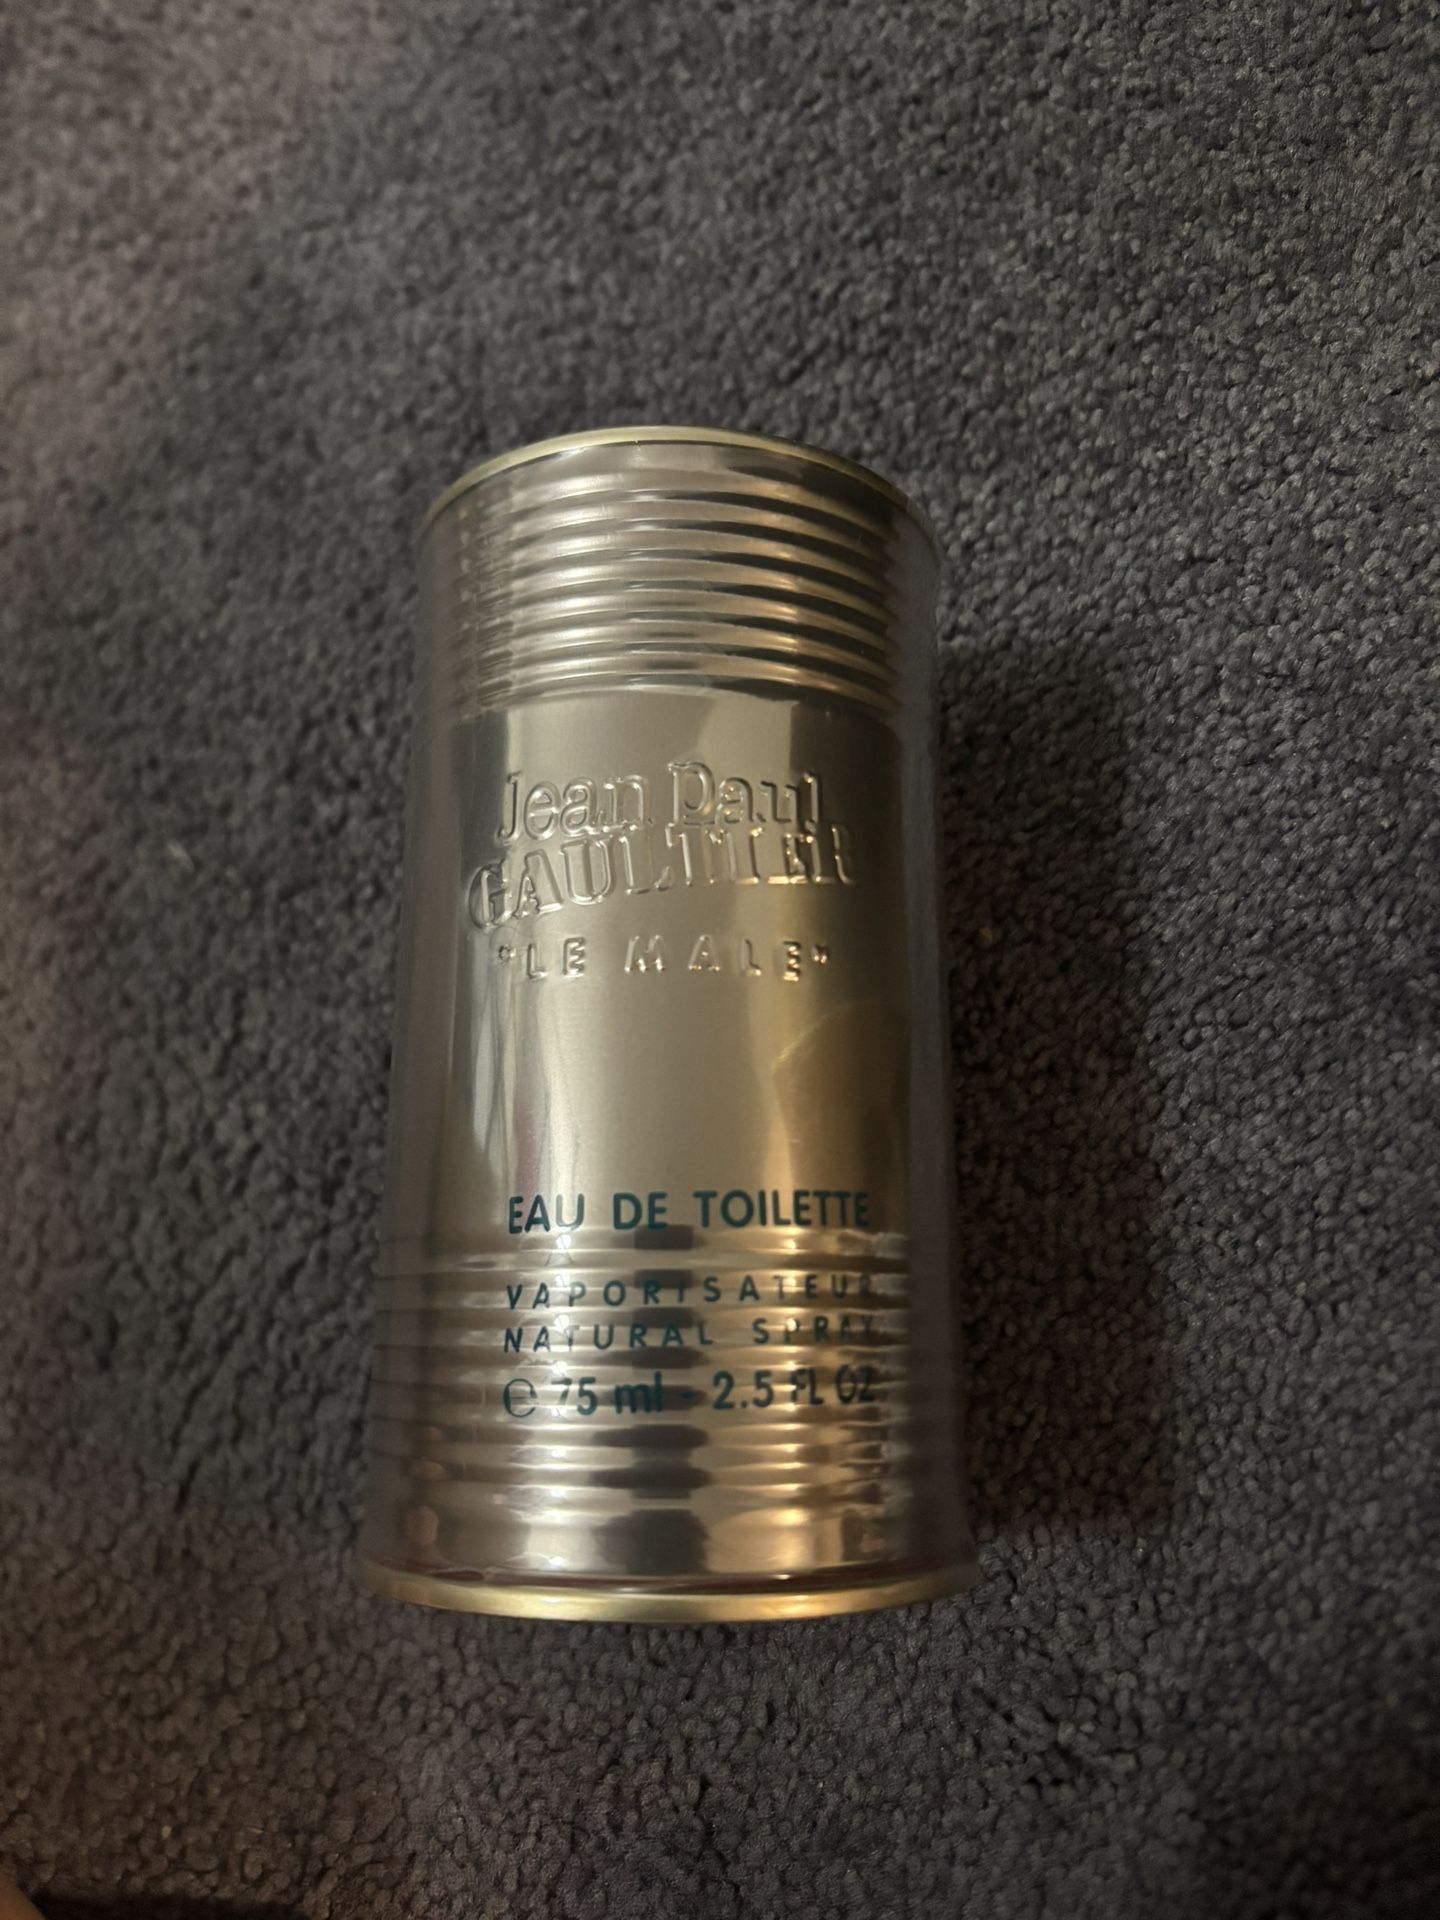 Jean Paul
GAULTIER
"LE MALE"
EAU DE TOILETTE
VAPORISATEUR
NATURAL SPRAY
℮ 75 ml - 2.5 FL OZ